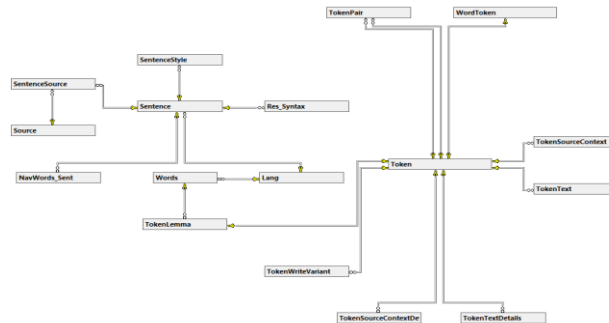 TokenPair
WordToken
SentenceStyle
SentenceSource
Sentence
Res_Syntax
Source
TokenSourceContext
Token
NavWords_Sent
Words
Lang
TokenText
TokenLemma
TokenWriteVariant
TokenSourceContextDe
TokenTextDetails